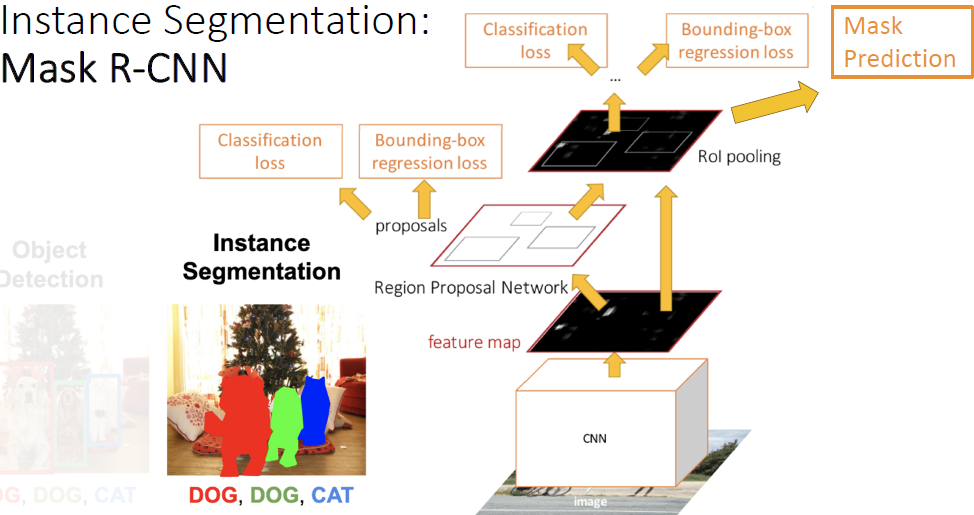 Instance Segmentation:
Mask R-CNN
Classification
loss
Bounding-box
regression loss
Mask
Prediction
...
Classification
loss
Bounding-box
regression loss
RoI pooling
proposals
Object
Detection
Instance
Segmentation
Region Proposal Network
feature map
CNN
image
DOG, DOG, CAT
DOG, DOG, CAT